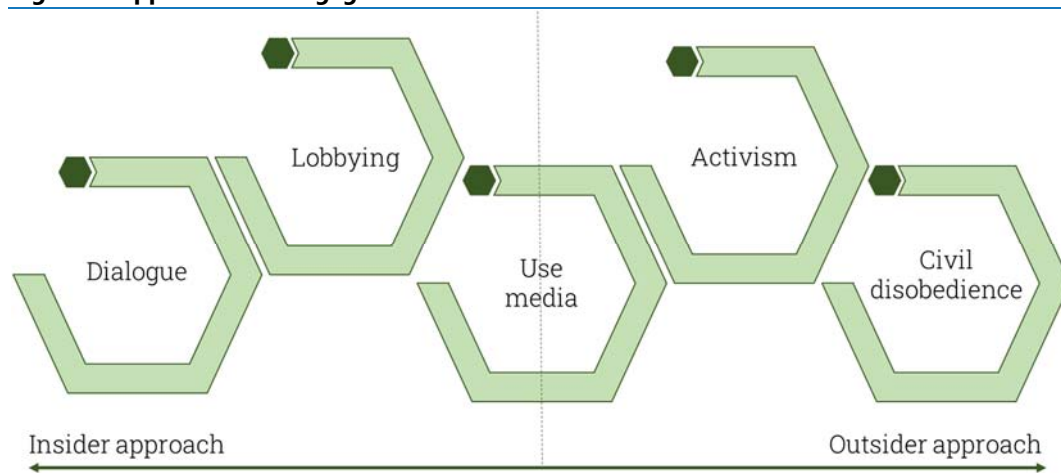 Lobbying
Activism
Dialogue
Use
media
Civil
disobedience
Insider approach
Outsider approach